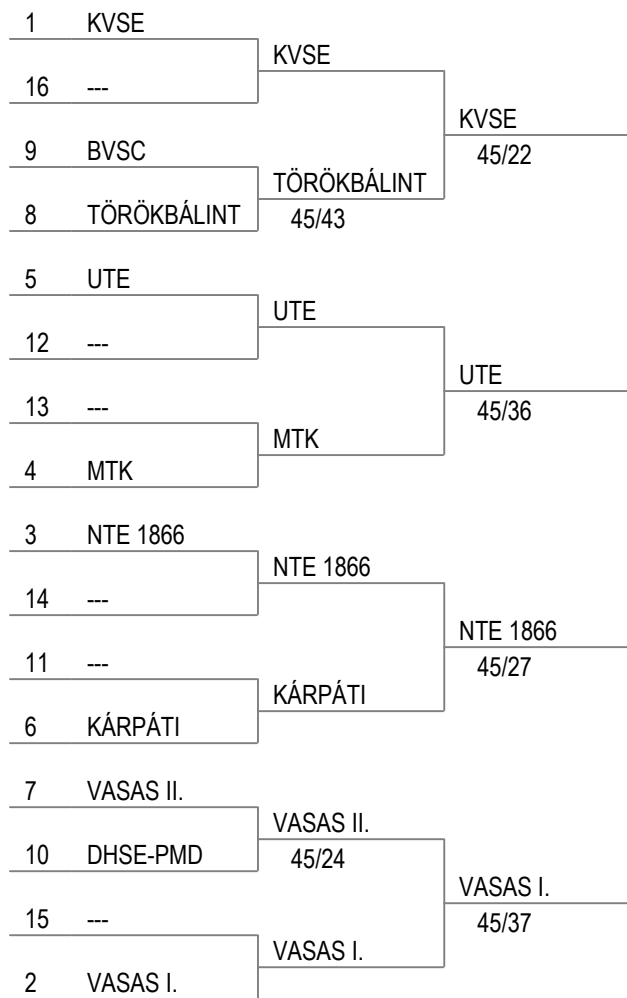 1 KVSE
KVSE
16 ---
KVSE
45/22
9 BVSC
TÖRÖKBÁLINT
45/43
8 TÖRÖKBÁLINT
5 UTE
UTE
12 ---
UTE
45/36
13 ---
MTK
4 MTK
3 NTE 1866
NTE 1866
14 ---
NTE 1866
45/27
11 ---
KÁRPÁTI
6 KÁRPÁTI
7 VASAS II.
VASAS II.
45/24
10 DHSE-PMD
VASAS I.
45/37
15 ---
VASAS I.
2 VASAS I.